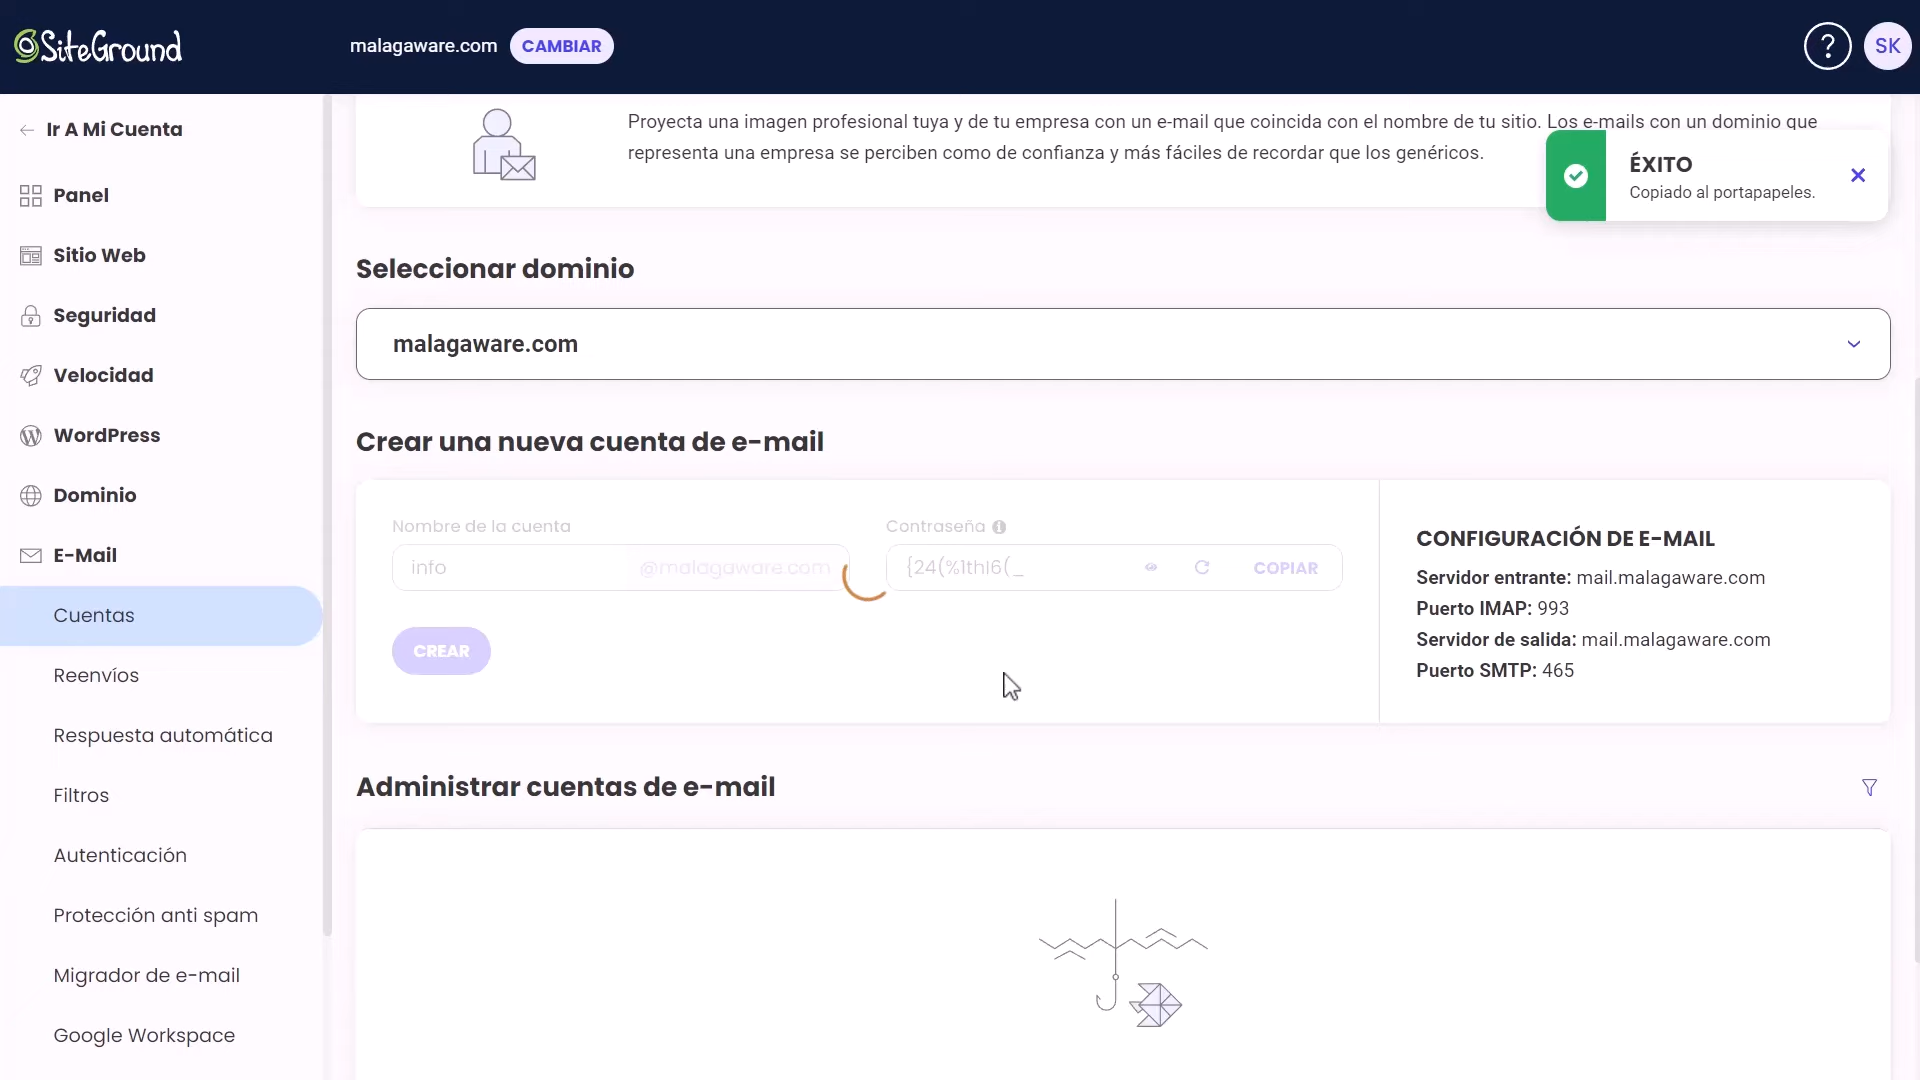 SiteGround
malagaware.com CAMBIAR
? SK
Ir A Mi Cuenta
Panel
Sitio Web
Seguridad
Velocidad
WordPress
Dominio
E-Mail
Cuentas
Reenvíos
Respuesta automática
Filtros
Autenticación
Protección anti spam
Migrador de e-mail
Google Workspace
Proyecta una imagen profesional tuya y de tu empresa con un e-mail que coincida con el nombre de tu sitio. Los e-mails con un dominio que
representa una empresa se perciben como de confianza y más fáciles de recordar que los genéricos.
ÉXITO
Copiado al portapapeles.
Seleccionar dominio
malagaware.com
Crear una nueva cuenta de e-mail
Nombre de la cuenta
info @malagaware.com
Contraseña
{24(%1thl6(_ COPIAR
CREAR
CONFIGURACIÓN DE E-MAIL
Servidor entrante: mail.malagaware.com
Puerto IMAP: 993
Servidor de salida: mail.malagaware.com
Puerto SMTP: 465
Administrar cuentas de e-mail